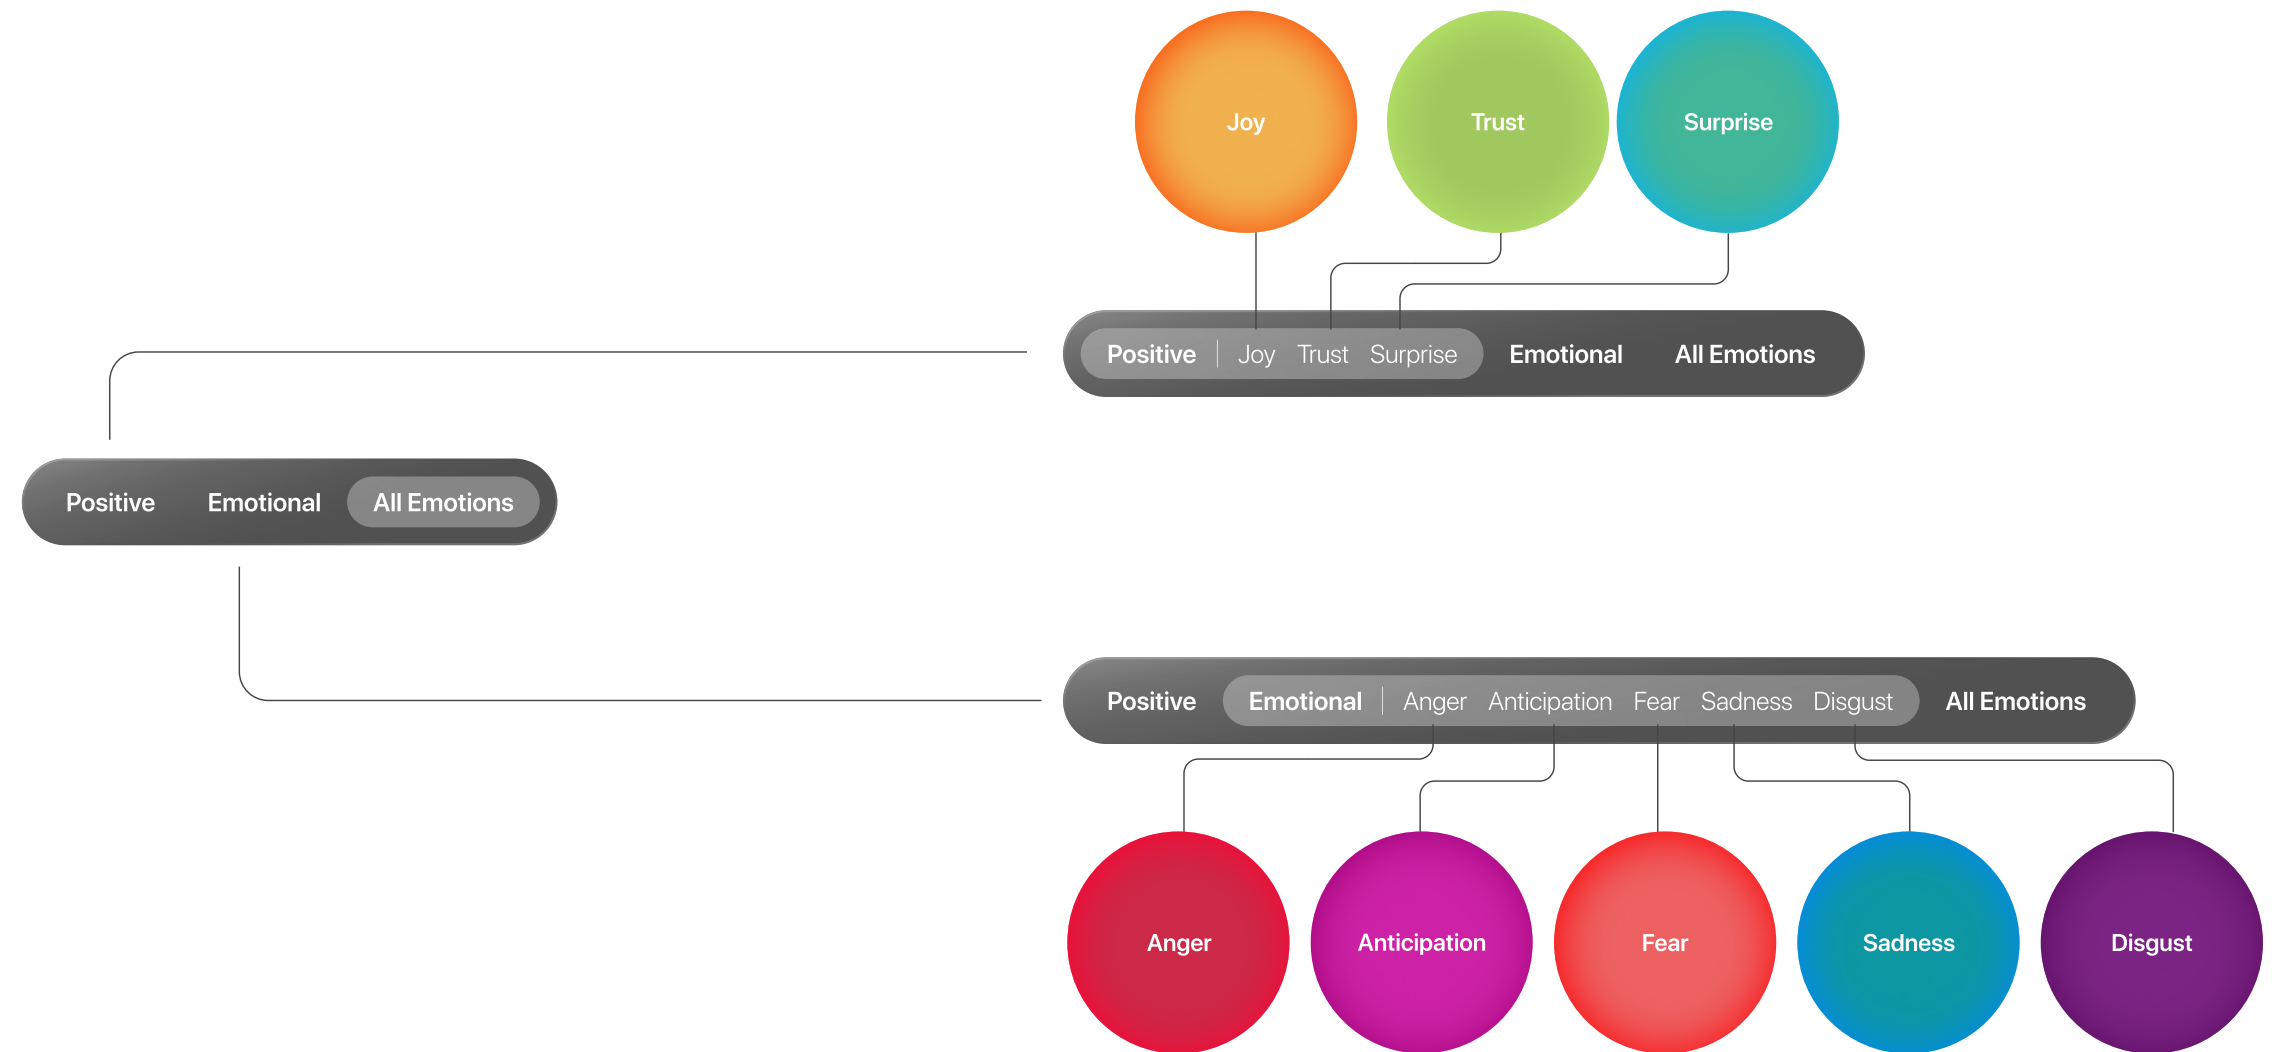 Joy Trust Surprise
Positive Joy Trust Surprise Emotional All Emotions
Positive Emotional All Emotions
Positive Emotional Anger Anticipation Fear Sadness Disgust All Emotions
Anger Anticipation Fear Sadness Disgust